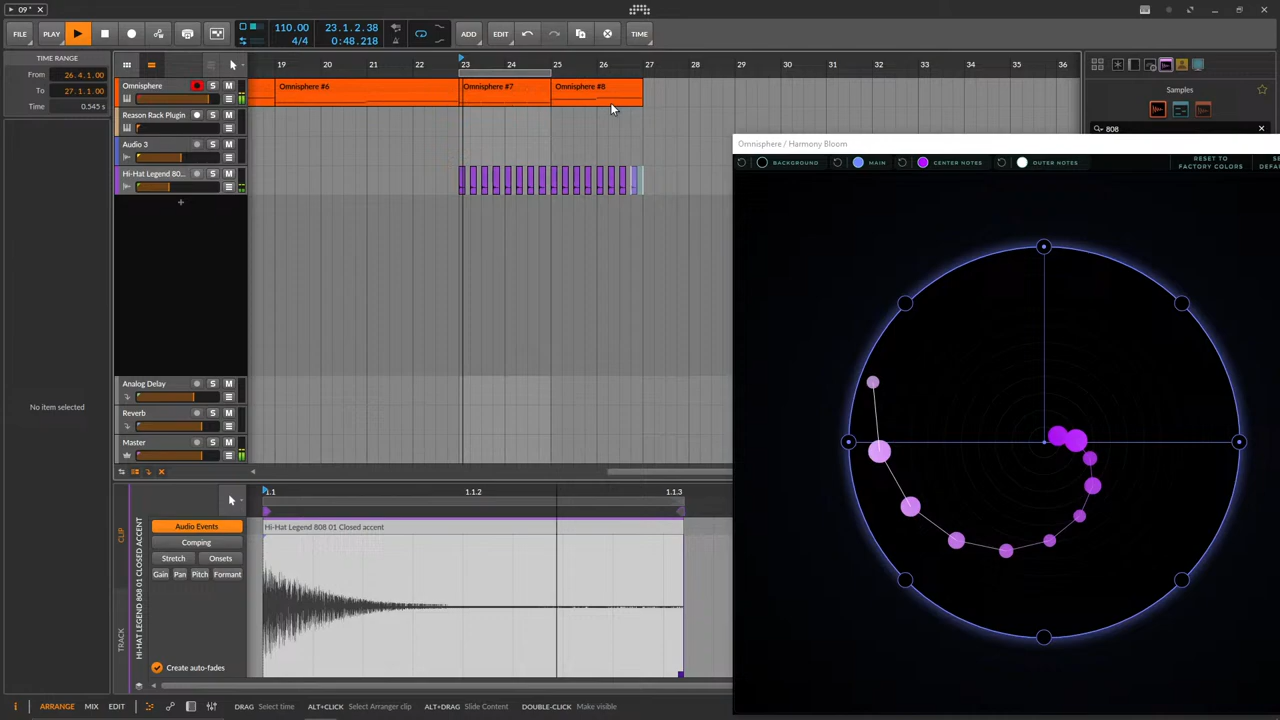 09 *
FILE
PLAY
110.00
4/4
23.1.2.38
0:48.218
ADD
EDIT
TIME
TIME RANGE
From 26.4.1.00
To 27.1.1.00
Time 0.545 s
No item selected
19 20 21 22 23 24 25 26 27 28 29 30 31 32 33 34 35 36
Omnisphere S M
Omnisphere #6
Omnisphere #7
Omnisphere #8
Reason Rack Plugin S M
Audio 3 S M
Hi-Hat Legend 80... S M
+
Analog Delay S M
Reverb S M
Master S M
Samples
808
Omnisphere / Harmony Bloom
BACKGROUND
MAIN
CENTER NOTES
OUTER NOTES
RESET TO
FACTORY COLORS
CLIP
TRACK
HI-HAT LEGEND 808 01 CLOSED ACCENT
Audio Events
Comping
Stretch
Onsets
Gain
Pan
Pitch
Formant
Create auto-fades
1.1
1.1.2
1.1.3
Hi-Hat Legend 808 01 Closed accent
i
ARRANGE
MIX
EDIT
DRAG Select time
ALT+CLICK Select Arranger clip
ALT+DRAG Slide Content
DOUBLE-CLICK Make visible